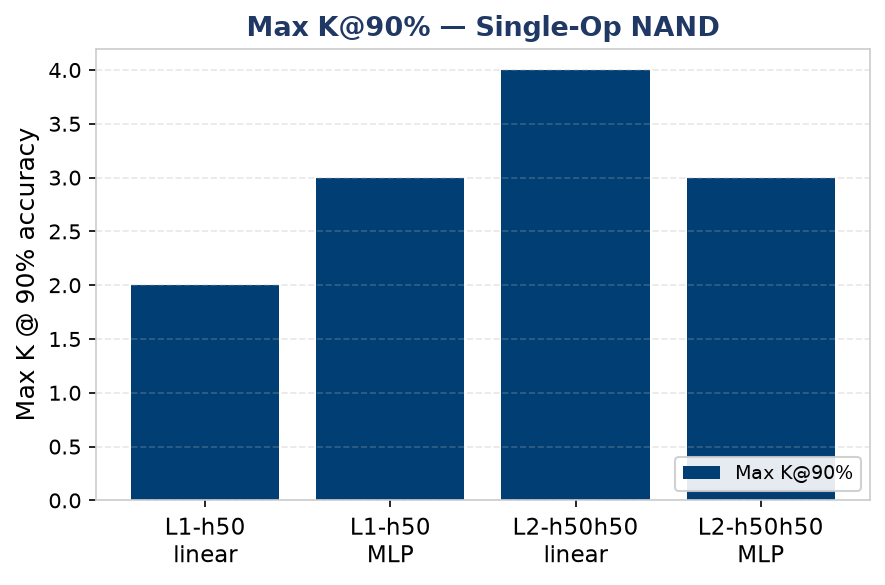 Max K@90% — Single-Op NAND
Max K @ 90% accuracy
4.0
3.5
3.0
2.5
2.0
1.5
1.0
0.5
0.0
Max K@90%
L1-h50
linear
L1-h50
MLP
L2-h50h50
linear
L2-h50h50
MLP